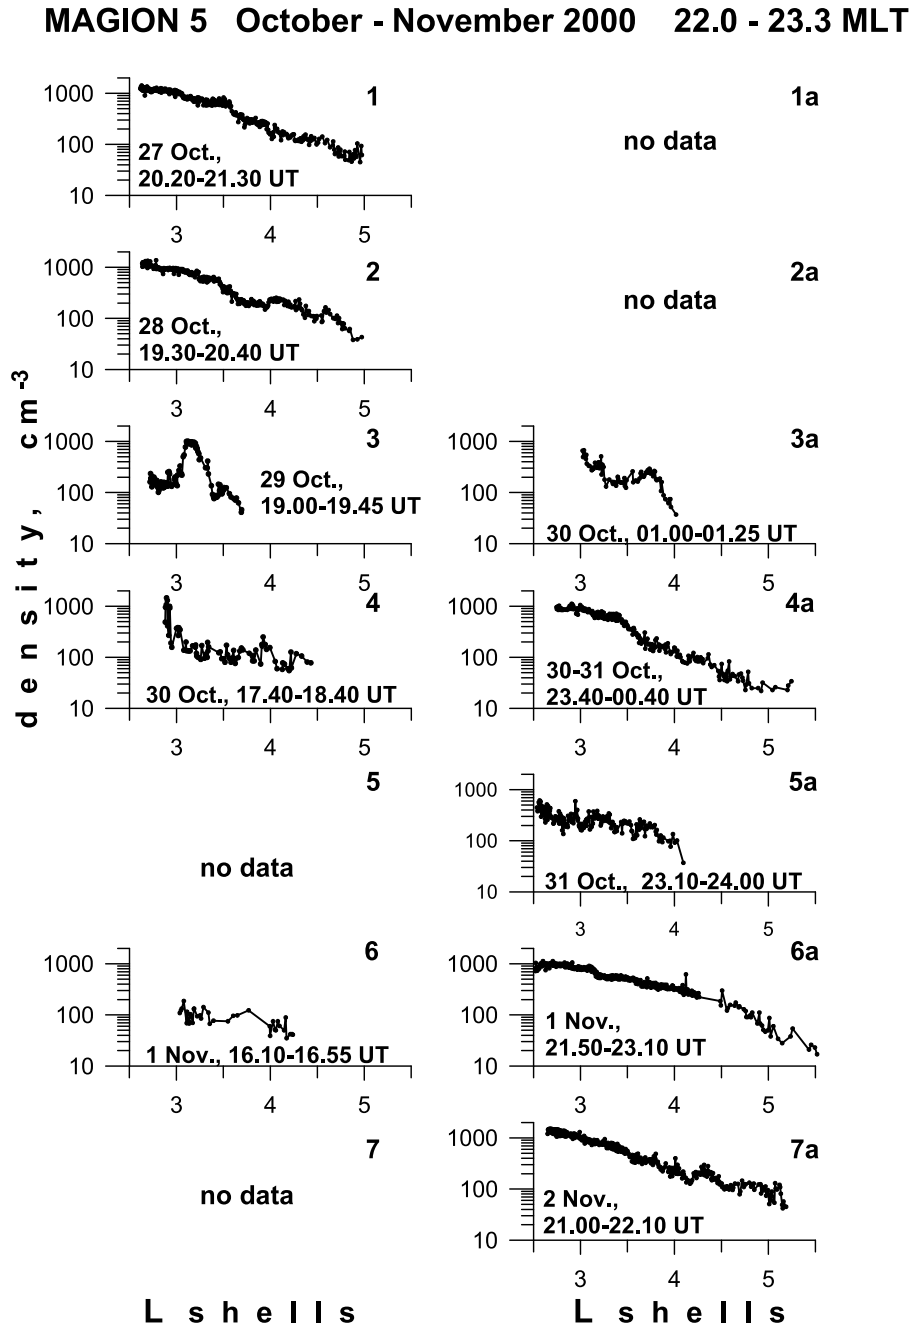 MAGION 5 October - November 2000 22.0 - 23.3 MLT
density, cm-3
1000
100
10
1
27 Oct.,
20.20-21.30 UT
3 4 5
1a
no data
1000
100
10
2
28 Oct.,
19.30-20.40 UT
3 4 5
2a
no data
1000
100
10
3
29 Oct.,
19.00-19.45 UT
3 4 5
1000
100
10
3a
30 Oct., 01.00-01.25 UT
3 4 5
1000
100
10
4
30 Oct., 17.40-18.40 UT
3 4 5
1000
100
10
4a
30-31 Oct.,
23.40-00.40 UT
3 4 5
5
no data
1000
100
10
5a
31 Oct., 23.10-24.00 UT
3 4 5
1000
100
10
6
1 Nov., 16.10-16.55 UT
3 4 5
1000
100
10
6a
1 Nov.,
21.50-23.10 UT
3 4 5
7
no data
1000
100
10
7a
2 Nov.,
21.00-22.10 UT
3 4 5
L shells
L shells